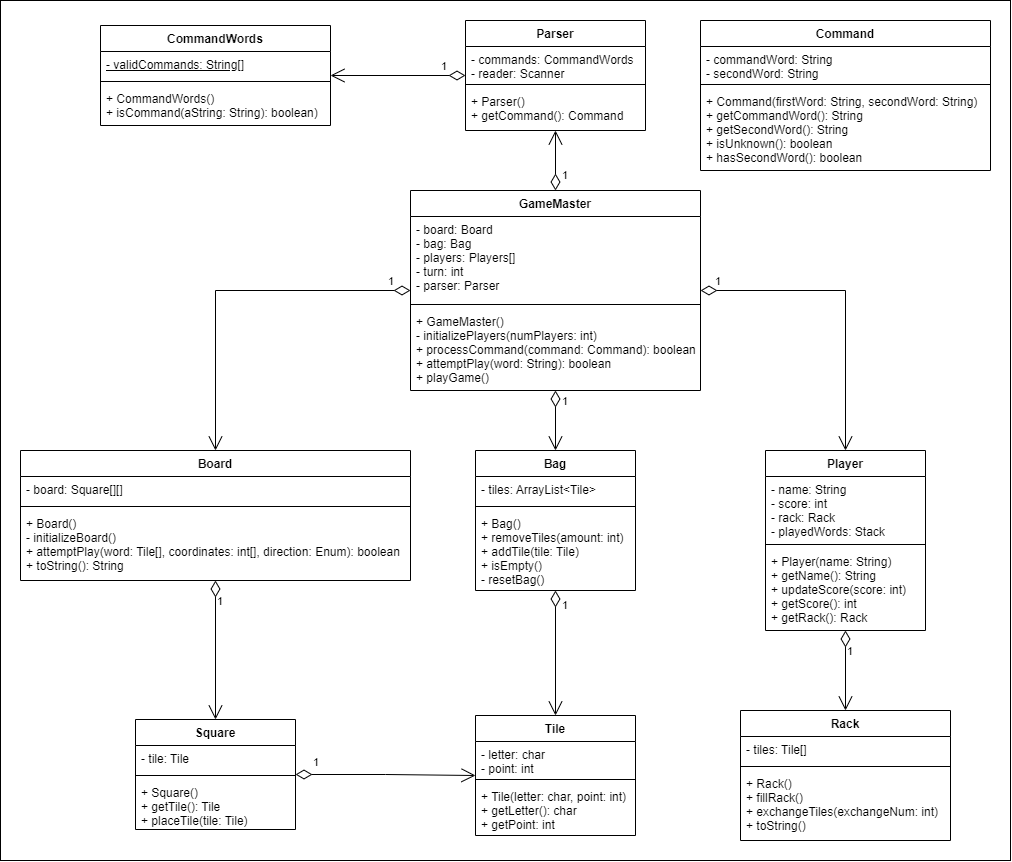 CommandWords
- validCommands: String[]
+ CommandWords()
+ isCommand(aString: String): boolean)
1
Parser
- commands: CommandWords
- reader: Scanner
+ Parser()
+ getCommand(): Command
Command
- commandWord: String
- secondWord: String
+ Command(firstWord: String, secondWord: String)
+ getCommandWord(): String
+ getSecondWord(): String
+ isUnknown(): boolean
+ hasSecondWord(): boolean
1
GameMaster
- board: Board
- bag: Bag
- players: Players[]
- turn: int
- parser: Parser
+ GameMaster()
- initializePlayers(numPlayers: int)
+ processCommand(command: Command): boolean
+ attemptPlay(word: String): boolean
+ playGame()
1
1
1
Board
- board: Square[][]
+ Board()
- initializeBoard()
+ attemptPlay(word: Tile[], coordinates: int[], direction: Enum): boolean
+ toString(): String
1
Bag
- tiles: ArrayList<Tile>
+ Bag()
+ removeTiles(amount: int)
+ addTile(tile: Tile)
+ isEmpty()
- resetBag()
1
Player
- name: String
- score: int
- rack: Rack
- playedWords: Stack
+ Player(name: String)
+ getName(): String
+ updateScore(score: int)
+ getScore(): int
+ getRack(): Rack
1
Square
- tile: Tile
+ Square()
+ getTile(): Tile
+ placeTile(tile: Tile)
1
Tile
- letter: char
- point: int
+ Tile(letter: char, point: int)
+ getLetter(): char
+ getPoint: int
Rack
- tiles: Tile[]
+ Rack()
+ fillRack()
+ exchangeTiles(exchangeNum: int)
+ toString()